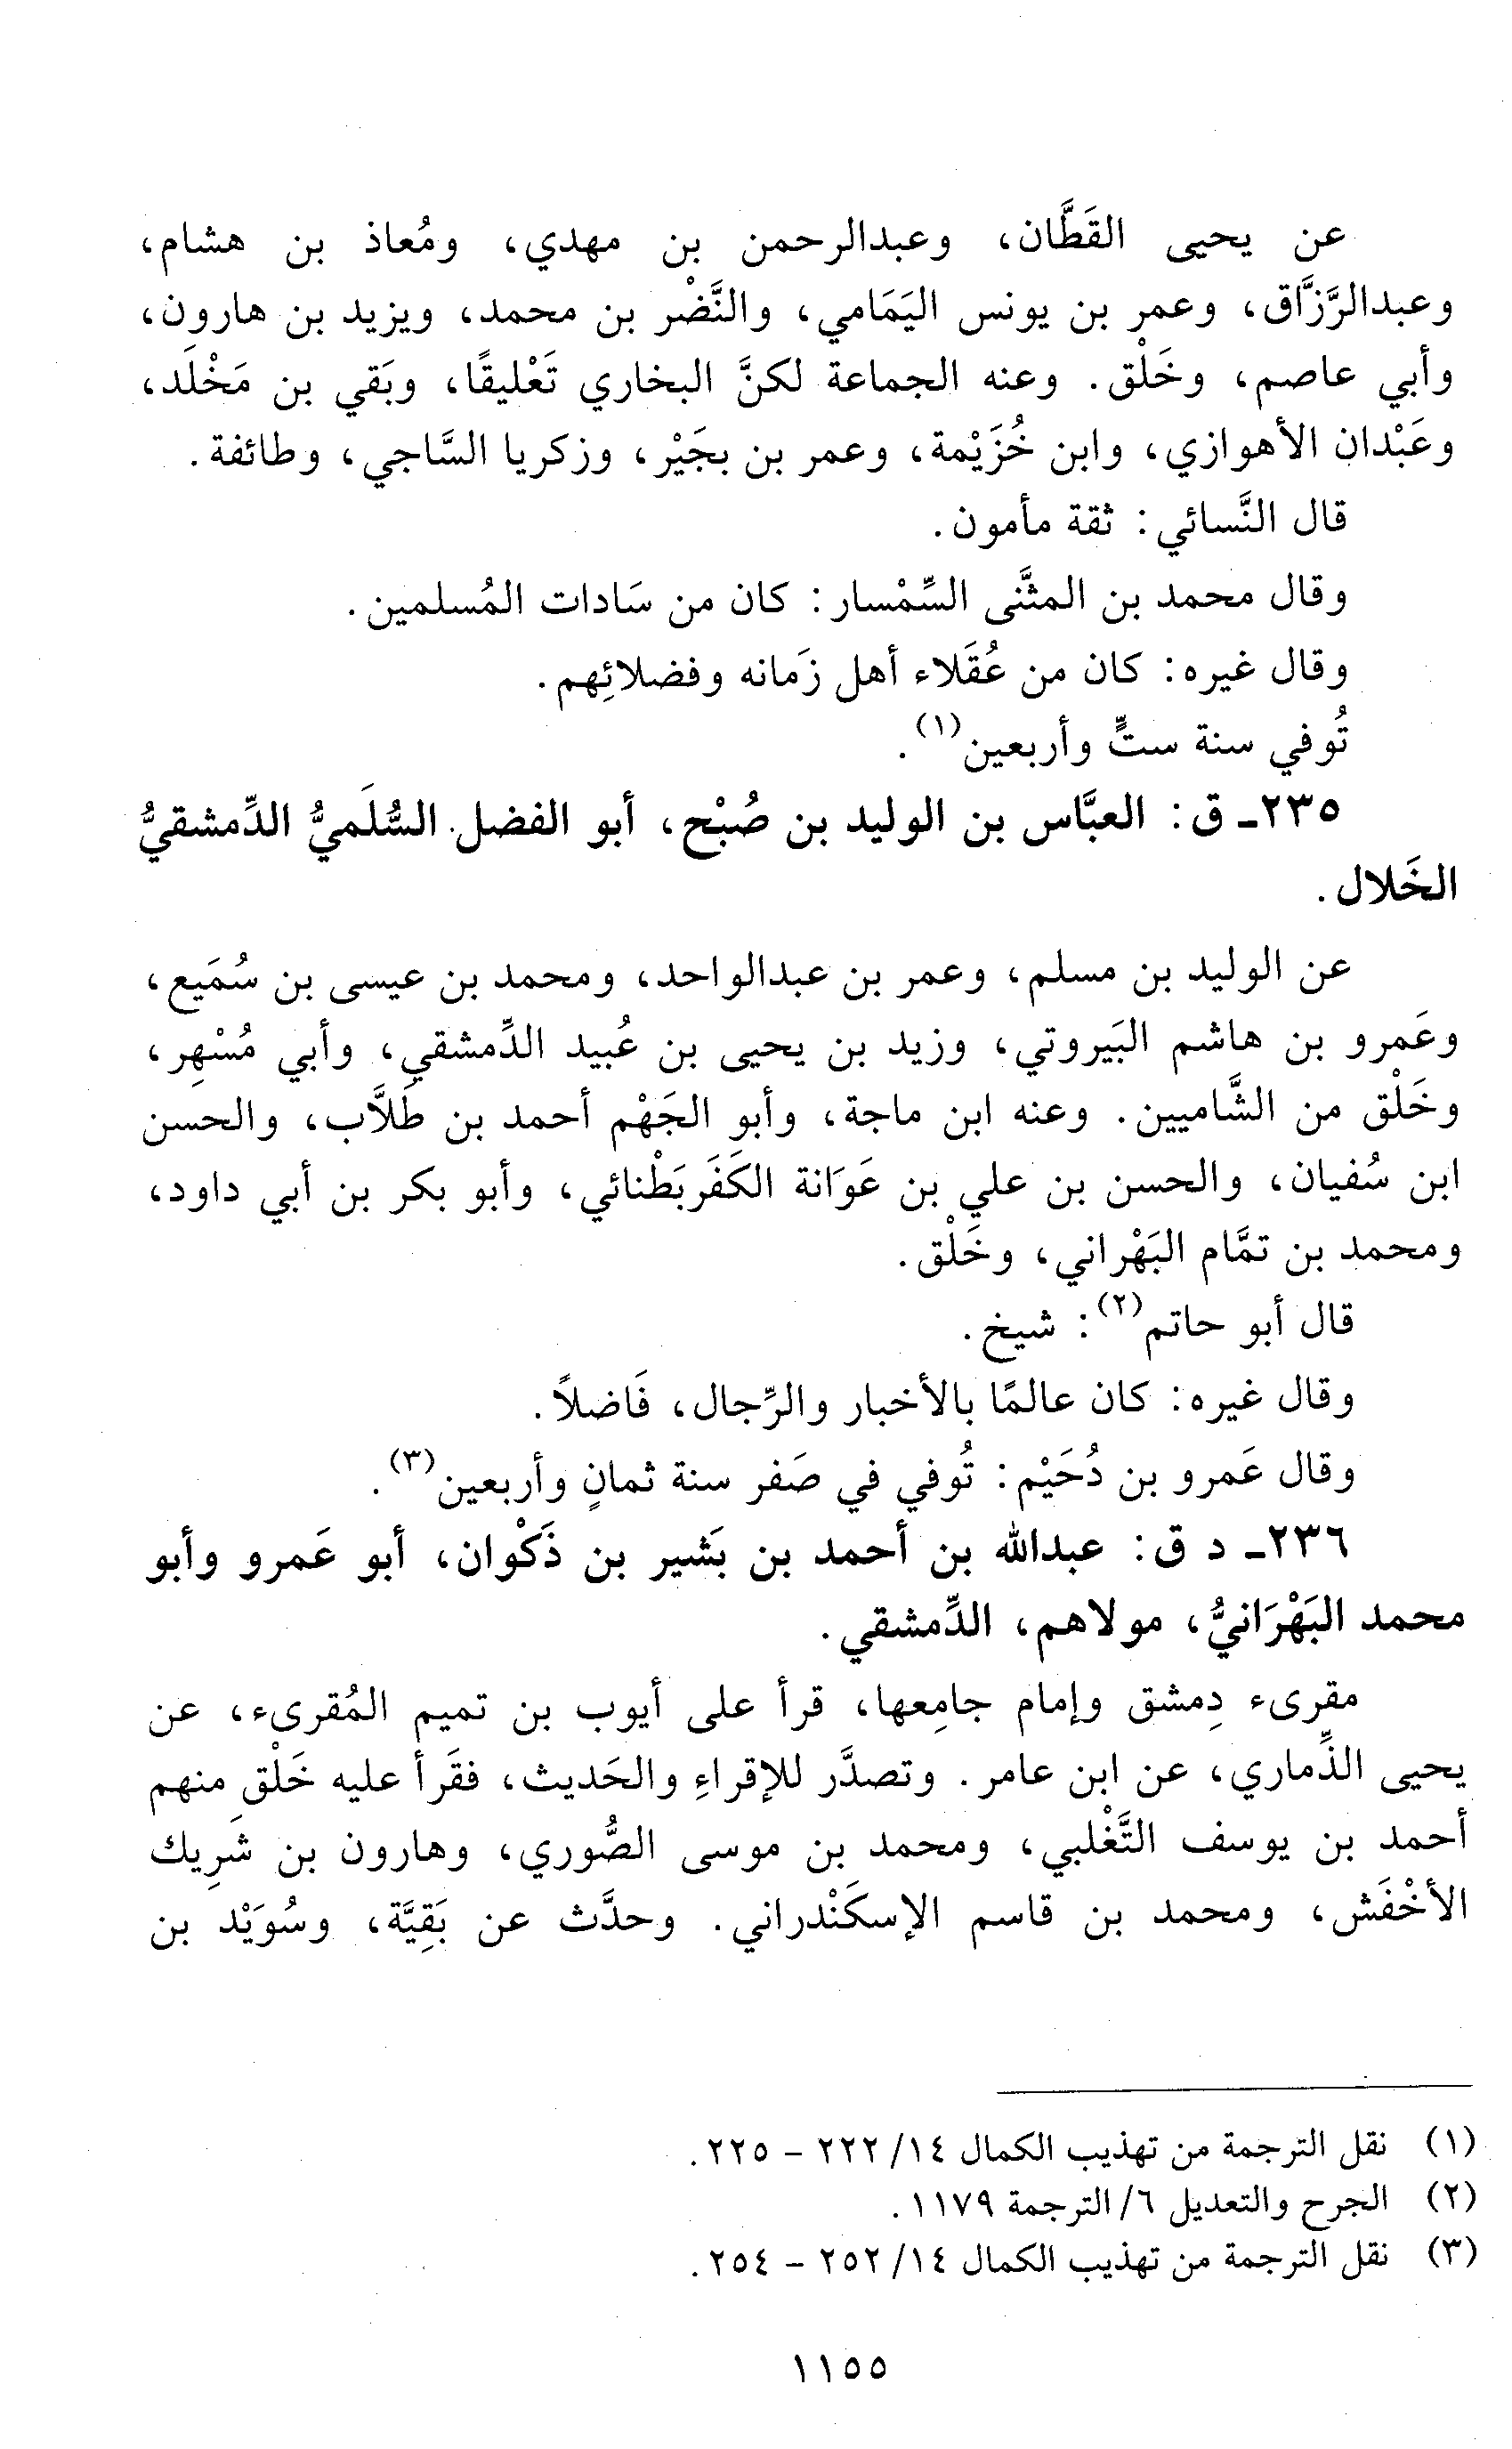 عن يحيى القَطَّان، وعبدالرحمن بن مهدي، ومُعاذ بن هشام،
وعبدالرَّزَّاق، وعمر بن يونس اليَمَامي، والنَّضْر بن محمد، ويزيد بن هارون،
وأبي عاصم، وخَلْق. وعنه الجماعة لكنَّ البخاري تَعْليقًا، وبَقي بن مَخْلَد،
وعَبْدان الأهوازي، وابن خُزَيْمة، وعمر بن بجَيْر، وزكريا السَّاجي، وطائفة.
قال النَّسائي: ثقة مأمون.
وقال محمد بن المثنَّى السِّمْسار: كان من سَادات المُسلمين.
وقال غيره: كان من عُقَلاء أهل زَمانه وفضلائِهم.
تُوفي سنة ستٍّ وأربعين(١).
٢٣٥ـ ق: العبَّاس بن الوليد بن صُبْح، أبو الفضل السُّلَميُّ الدِّمشقيُّ
الخَلال.
عن الوليد بن مسلم، وعمر بن عبدالواحد، ومحمد بن عيسى بن سُمَيع،
وعَمرو بن هاشم البَيروتي، وزيد بن يحيى بن عُبيد الدِّمشقي، وأبي مُسْهِر،
وخَلْق من الشَّاميين. وعنه ابن ماجة، وأبو الجَهْم أحمد بن طَلاَّب، والحسن
ابن سُفيان، والحسن بن علي بن عَوَانة الكَفَربَطْنائي، وأبو بكر بن أبي داود،
ومحمد بن تمَّام البَهْراني، وخَلْق.
قال أبو حاتم(٢): شيخ.
وقال غيره: كان عالمًا بالأخبار والرِّجال، فَاضلاً.
وقال عَمرو بن دُحَيْم: تُوفي في صَفر سنة ثمانٍ وأربعين(٣).
٢٣٦ـ د ق: عبدالله بن أحمد بن بَشير بن ذَكْوان، أبو عَمرو وأبو
محمد البَهْرَانيُّ، مولاهم، الدِّمشقي.
مقرىء دِمشق وإمام جامِعها، قرأ على أيوب بن تميم المُقرىء، عن
يحيى الذِّماري، عن ابن عامر. وتصدَّر للإقراءِ والحَديث، فقَرأ عليه خَلْق منهم
أحمد بن يوسف التَّغْلبي، ومحمد بن موسى الصُّوري، وهارون بن شَرِيك
الأخْفَش، ومحمد بن قاسم الإسكَنْدراني. وحدَّث عن بَقِيَّة، وسُوَيْد بن
(١) نقل الترجمة من تهذيب الكمال ١٤/ ٢٢٢ - ٢٢٥.
(٢) الجرح والتعديل ٦/ الترجمة ١١٧٩.
(٣) نقل الترجمة من تهذيب الكمال ١٤/ ٢٥٢ - ٢٥٤.
١١٥٥